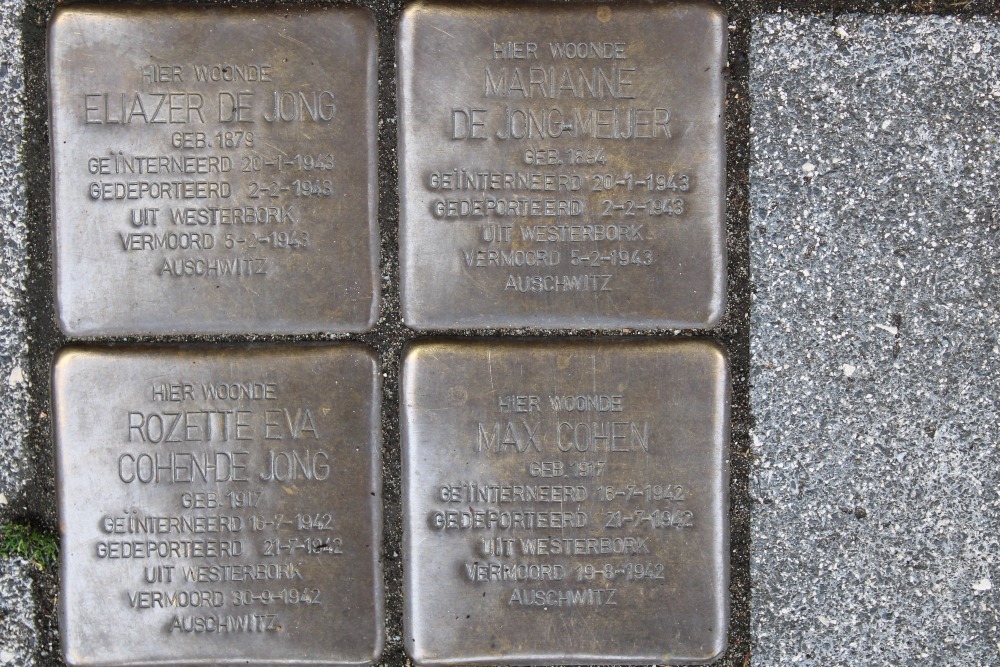 HIER WOONDE
ELIAZER DE JONG
GEB. 1879
GEÏNTERNEERD 20-1-1943
GEDEPORTEERD 2-2-1943
UIT WESTERBORK
VERMOORD 5-2-1943
AUSCHWITZ
HIER WOONDE
MARIANNE
DE JONG-MEIJER
GEB. 1894
GEÏNTERNEERD 20-1-1943
GEDEPORTEERD 2-2-1943
UIT WESTERBORK
VERMOORD 5-2-1943
AUSCHWITZ
HIER WOONDE
ROZETTE EVA
COHEN-DE JONG
GEB. 1917
GEÏNTERNEERD 16-7-1942
GEDEPORTEERD 21-7-1942
UIT WESTERBORK
VERMOORD 30-9-1942
AUSCHWITZ
HIER WOONDE
MAX COHEN
GEB. 1917
GEÏNTERNEERD 16-7-1942
GEDEPORTEERD 21-7-1942
UIT WESTERBORK
VERMOORD 19-8-1942
AUSCHWITZ